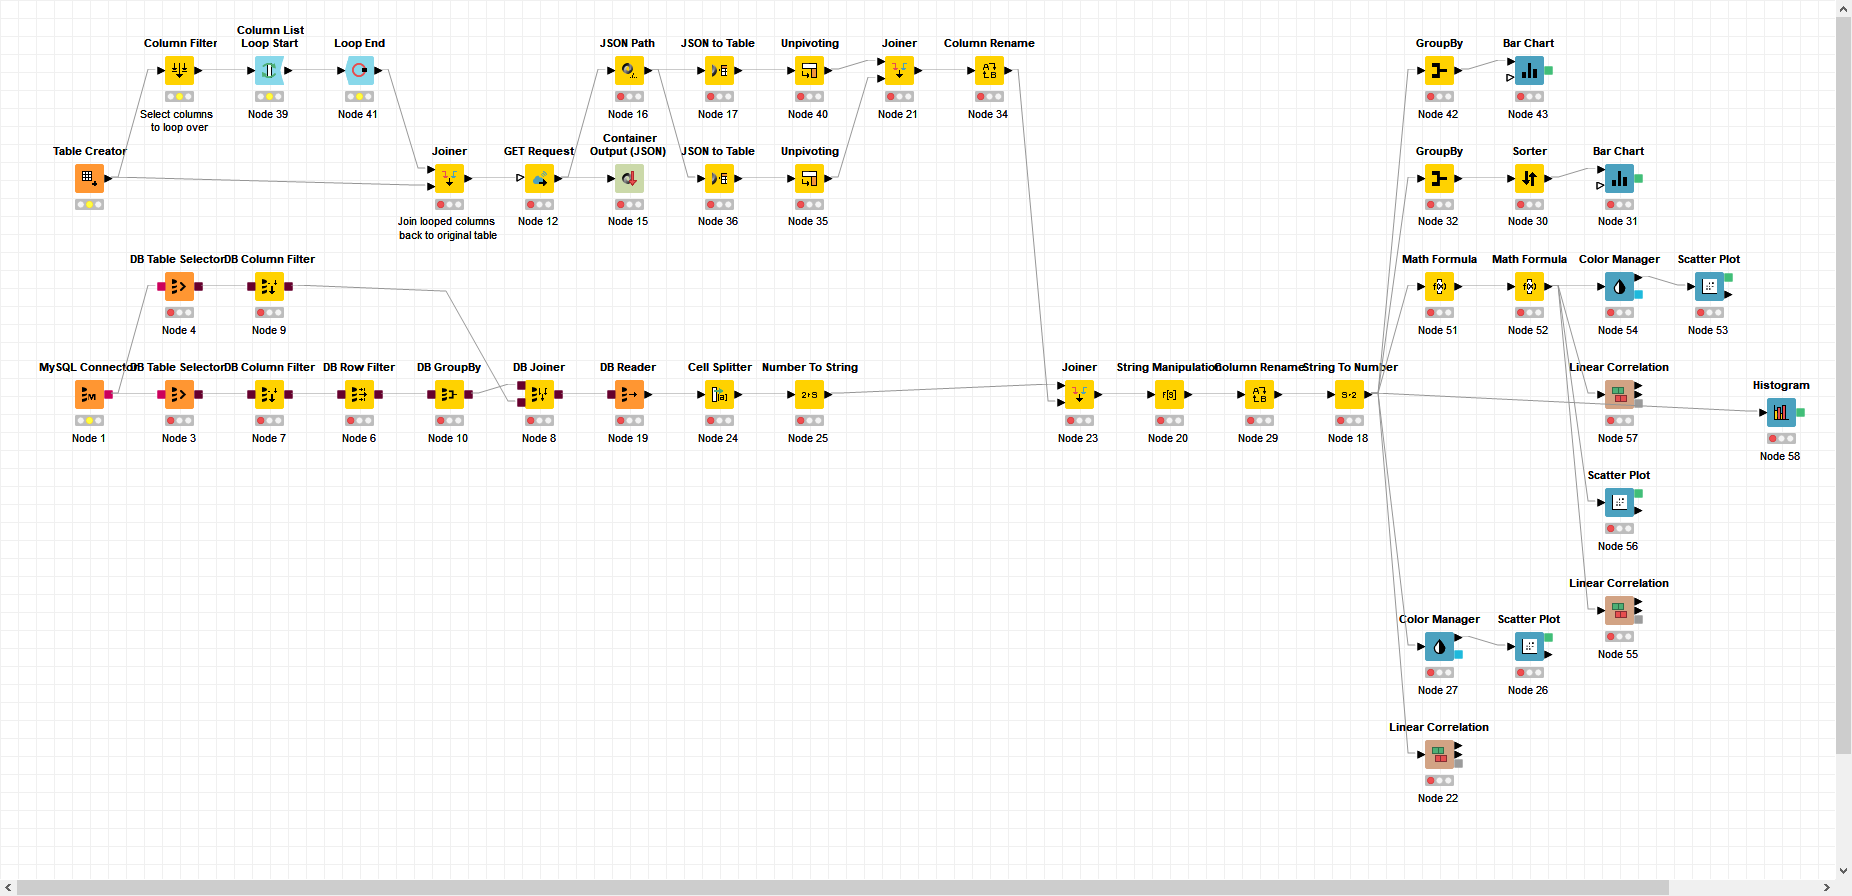 Column Filter
Column List
Loop Start
Loop End
JSON Path
JSON to Table
Unpivoting
Joiner
Column Rename
GroupBy
Bar Chart
Select columns
to loop over
Node 39
Node 41
Node 16
Node 17
Node 40
Node 21
Node 34
Node 42
Node 43
Table Creator
Joiner
GET Request
Container
Output (JSON)
JSON to Table
Unpivoting
GroupBy
Sorter
Bar Chart
Join looped columns
back to original table
Node 12
Node 15
Node 36
Node 35
Node 32
Node 30
Node 31
DB Table Selector
DB Column Filter
Math Formula
Math Formula
Color Manager
Scatter Plot
Node 4
Node 9
Node 51
Node 52
Node 54
Node 53
MySQL Connector
DB Table Selector
DB Column Filter
DB Row Filter
DB GroupBy
DB Joiner
DB Reader
Cell Splitter
Number To String
Joiner
String Manipulation
Column Rename
String To Number
Linear Correlation
Histogram
Node 1
Node 3
Node 7
Node 6
Node 10
Node 8
Node 19
Node 24
Node 25
Node 23
Node 20
Node 29
Node 18
Node 57
Node 58
Scatter Plot
Node 56
Linear Correlation
Node 55
Color Manager
Scatter Plot
Node 27
Node 26
Linear Correlation
Node 22